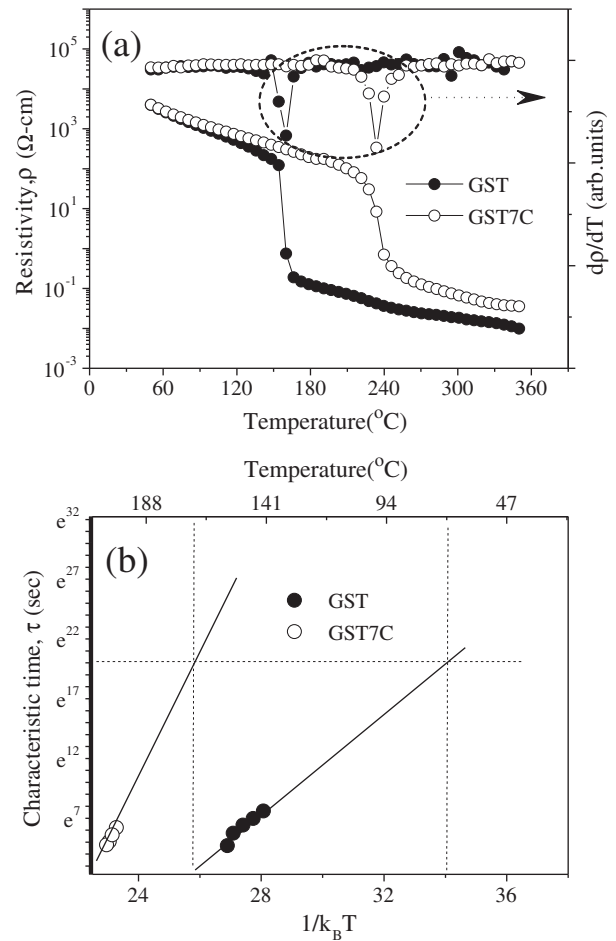 (a)
10^5
10^3
10^1
10^-1
10^-3
Resistivity,ρ (Ω-cm)
dρ/dT (arb.units)
GST
GST7C
0 60 120 180 240 300 360
Temperature(°C)
Temperature(°C)
188 141 94 47
(b)
e^32
e^27
e^22
e^17
e^12
e^7
Characteristic time, τ (sec)
GST
GST7C
24 28 32 36
1/k_BT